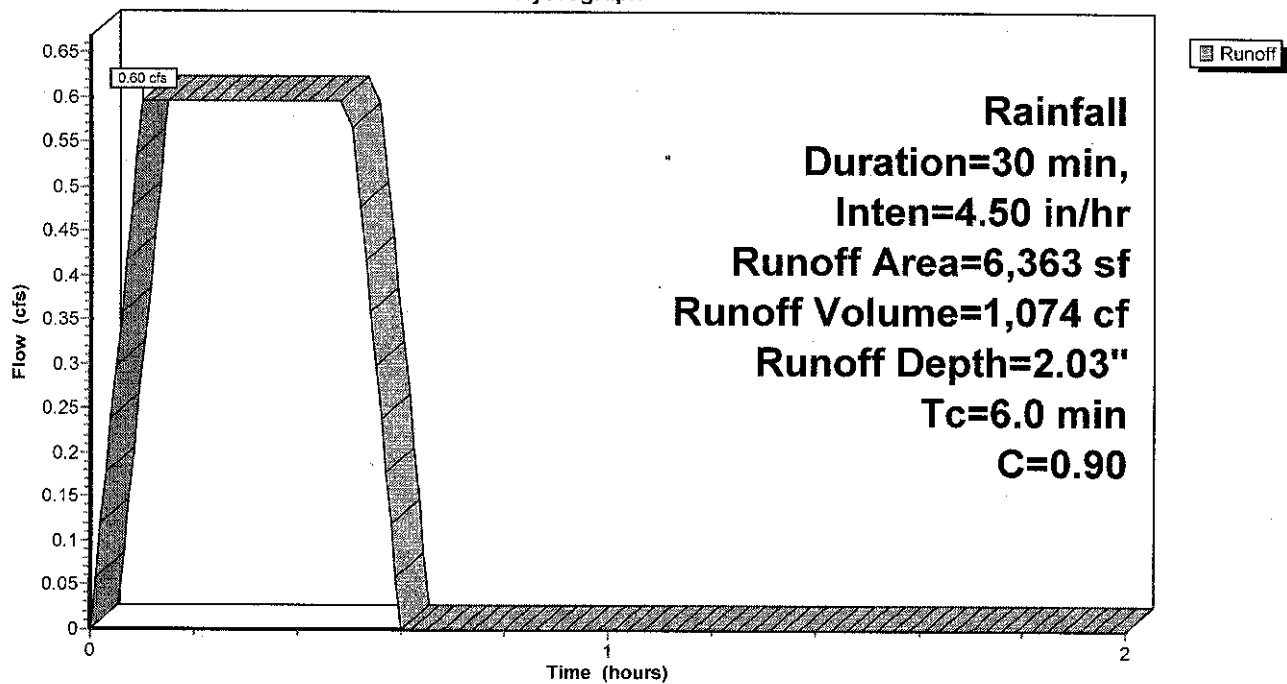 Runoff
0.60 cfs
0.65
0.6
0.55
0.5
0.45
0.4
0.35
0.3
0.25
0.2
0.15
0.1
0.05
0
Flow (cfs)
Rainfall
Duration=30 min,
Inten=4.50 in/hr
Runoff Area=6,363 sf
Runoff Volume=1,074 cf
Runoff Depth=2.03"
Tc=6.0 min
C=0.90
0
1
2
Time (hours)